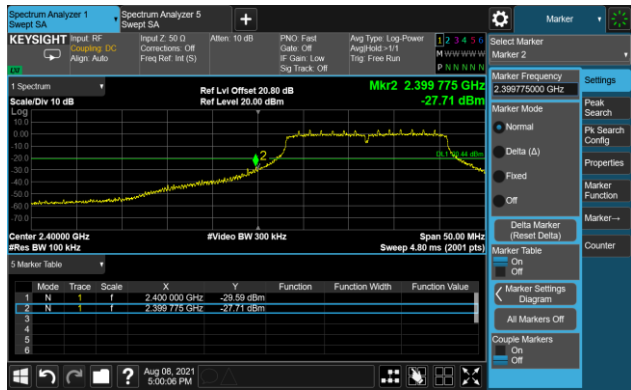 Spectrum Analyzer 1
Swept SA
Spectrum Analyzer 5
Swept SA
+
Marker
KEYSIGHT
Input: RF
Coupling: DC
Align: Auto
Input Z: 50 Ω
Corrections: Off
Freq Ref: Int (S)
Atten: 10 dB
PNO: Fast
Gate: Off
IF Gain: Low
Sig Track: Off
Avg Type: Log-Power
Avg|Hold:>1/1
Trig: Free Run
1 2 3 4 5 6
M W W W W W
P N N N N N
Select Marker
Marker 2
1 Spectrum
Scale/Div 10 dB
Ref Lvl Offset 20.80 dB
Ref Level 20.00 dBm
Mkr2 2.399 775 GHz
-27.71 dBm
Log
10.0
0.00
-10.0
-20.0
-30.0
-40.0
-50.0
-60.0
-70.0
2
Center 2.40000 GHz
#Res BW 100 kHz
#Video BW 300 kHz
Span 50.00 MHz
Sweep 4.80 ms (2001 pts)
5 Marker Table
Mode Trace Scale X Y Function Function Width Function Value
1 N 1 f 2.400 000 GHz -29.59 dBm
2 N 1 f 2.399 775 GHz -27.71 dBm
3
4
5
6
Marker Frequency
2.399775000 GHz
Marker Mode
Normal
Delta (Δ)
Fixed
Off
Delta Marker
(Reset Delta)
Marker Table
On
Off
Marker Settings
Diagram
All Markers Off
Couple Markers
On
Off
Settings
Peak
Search
Pk Search
Config
Properties
Marker
Function
Marker→
Counter
?
Aug 08, 2021
5:00:06 PM